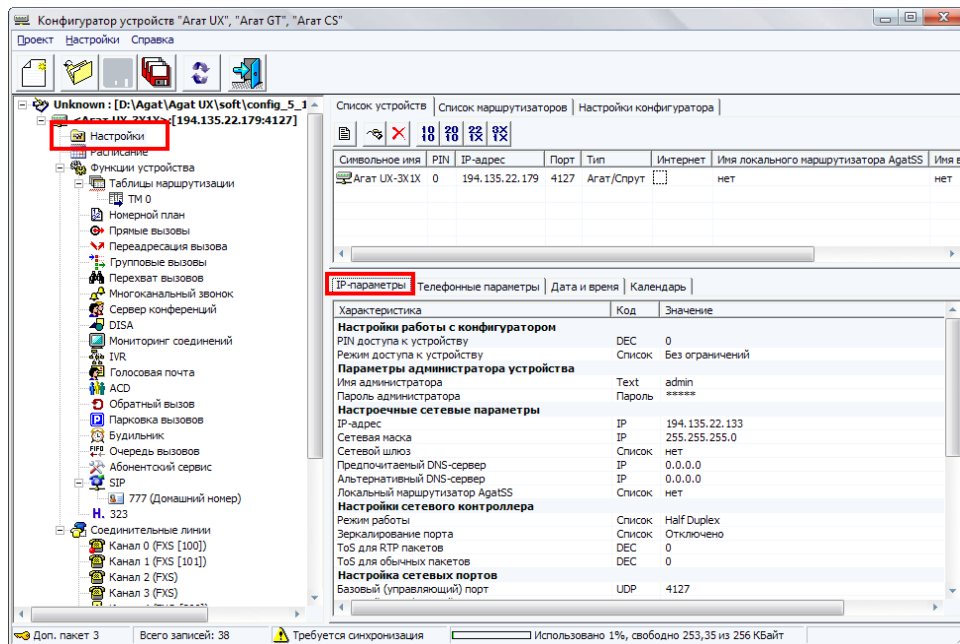 Конфигуратор устройств "Агат UX", "Агат GT", "Агат CS"
Проект Настройки Справка
Unknown : [D:\Agat\Agat UX\soft\config_5_1
<Агат UX-3X1X>:[194.135.22.179:4127]
Настройки
Расписание
Функции устройства
Таблицы маршрутизации
ТМ 0
Номерной план
Прямые вызовы
Переадресация вызова
Групповые вызовы
Перехват вызовов
Многоканальный звонок
Сервер конференций
DISA
Мониторинг соединений
IVR
Голосовая почта
ACD
Обратный вызов
Парковка вызовов
Будильник
Очередь вызовов
Абонентский сервис
SIP
777 (Домашний номер)
H. 323
Соединительные линии
Канал 0 (FXS [100])
Канал 1 (FXS [101])
Канал 2 (FXS)
Канал 3 (FXS)
Список устройств Список маршрутизаторов Настройки конфигуратора
Символьное имя PIN IP-адрес Порт Тип Интернет Имя локального маршрутизатора AgatSS Имя в
Агат UX-3X1X 0 194.135.22.179 4127 Агат/Спрут нет нет
IP-параметры Телефонные параметры Дата и время Календарь
Характеристика Код Значение
Настройки работы с конфигуратором
PIN доступа к устройству DEC 0
Режим доступа к устройству Список Без ограничений
Параметры администратора устройства
Имя администратора Text admin
Пароль администратора Пароль *****
Настроечные сетевые параметры
IP-адрес IP 194.135.22.133
Сетевая маска IP 255.255.255.0
Сетевой шлюз Список нет
Предпочитаемый DNS-сервер IP 0.0.0.0
Альтернативный DNS-сервер IP 0.0.0.0
Локальный маршрутизатор AgatSS Список нет
Настройки сетевого контроллера
Режим работы Список Half Duplex
Зеркалирование порта Список Отключено
ToS для RTP пакетов DEC 0
ToS для обычных пакетов DEC 0
Настройка сетевых портов
Базовый (управляющий) порт UDP 4127
Доп. пакет 3 Всего записей: 38 Требуется синхронизация Использовано 1%, свободно 253,35 из 256 КБайт